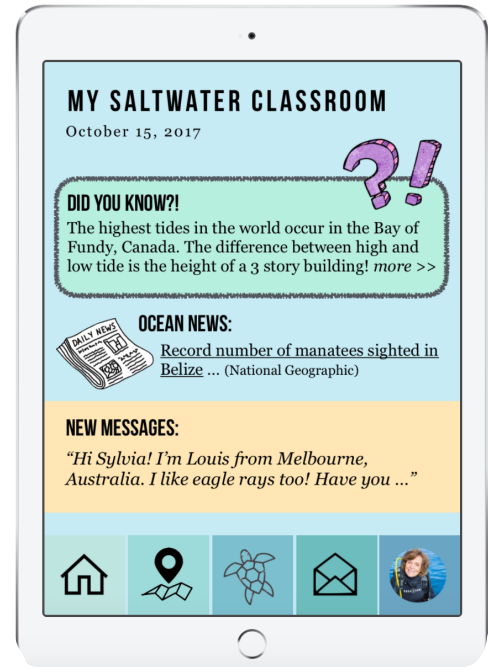 MY SALTWATER CLASSROOM
October 15, 2017
?!
DID YOU KNOW?!
The highest tides in the world occur in the Bay of
Fundy, Canada. The difference between high and
low tide is the height of a 3 story building! more >>
DAILY NEWS
OCEAN NEWS:
Record number of manatees sighted in
Belize ... (National Geographic)
NEW MESSAGES:
“Hi Sylvia! I’m Louis from Melbourne,
Australia. I like eagle rays too! Have you ...”